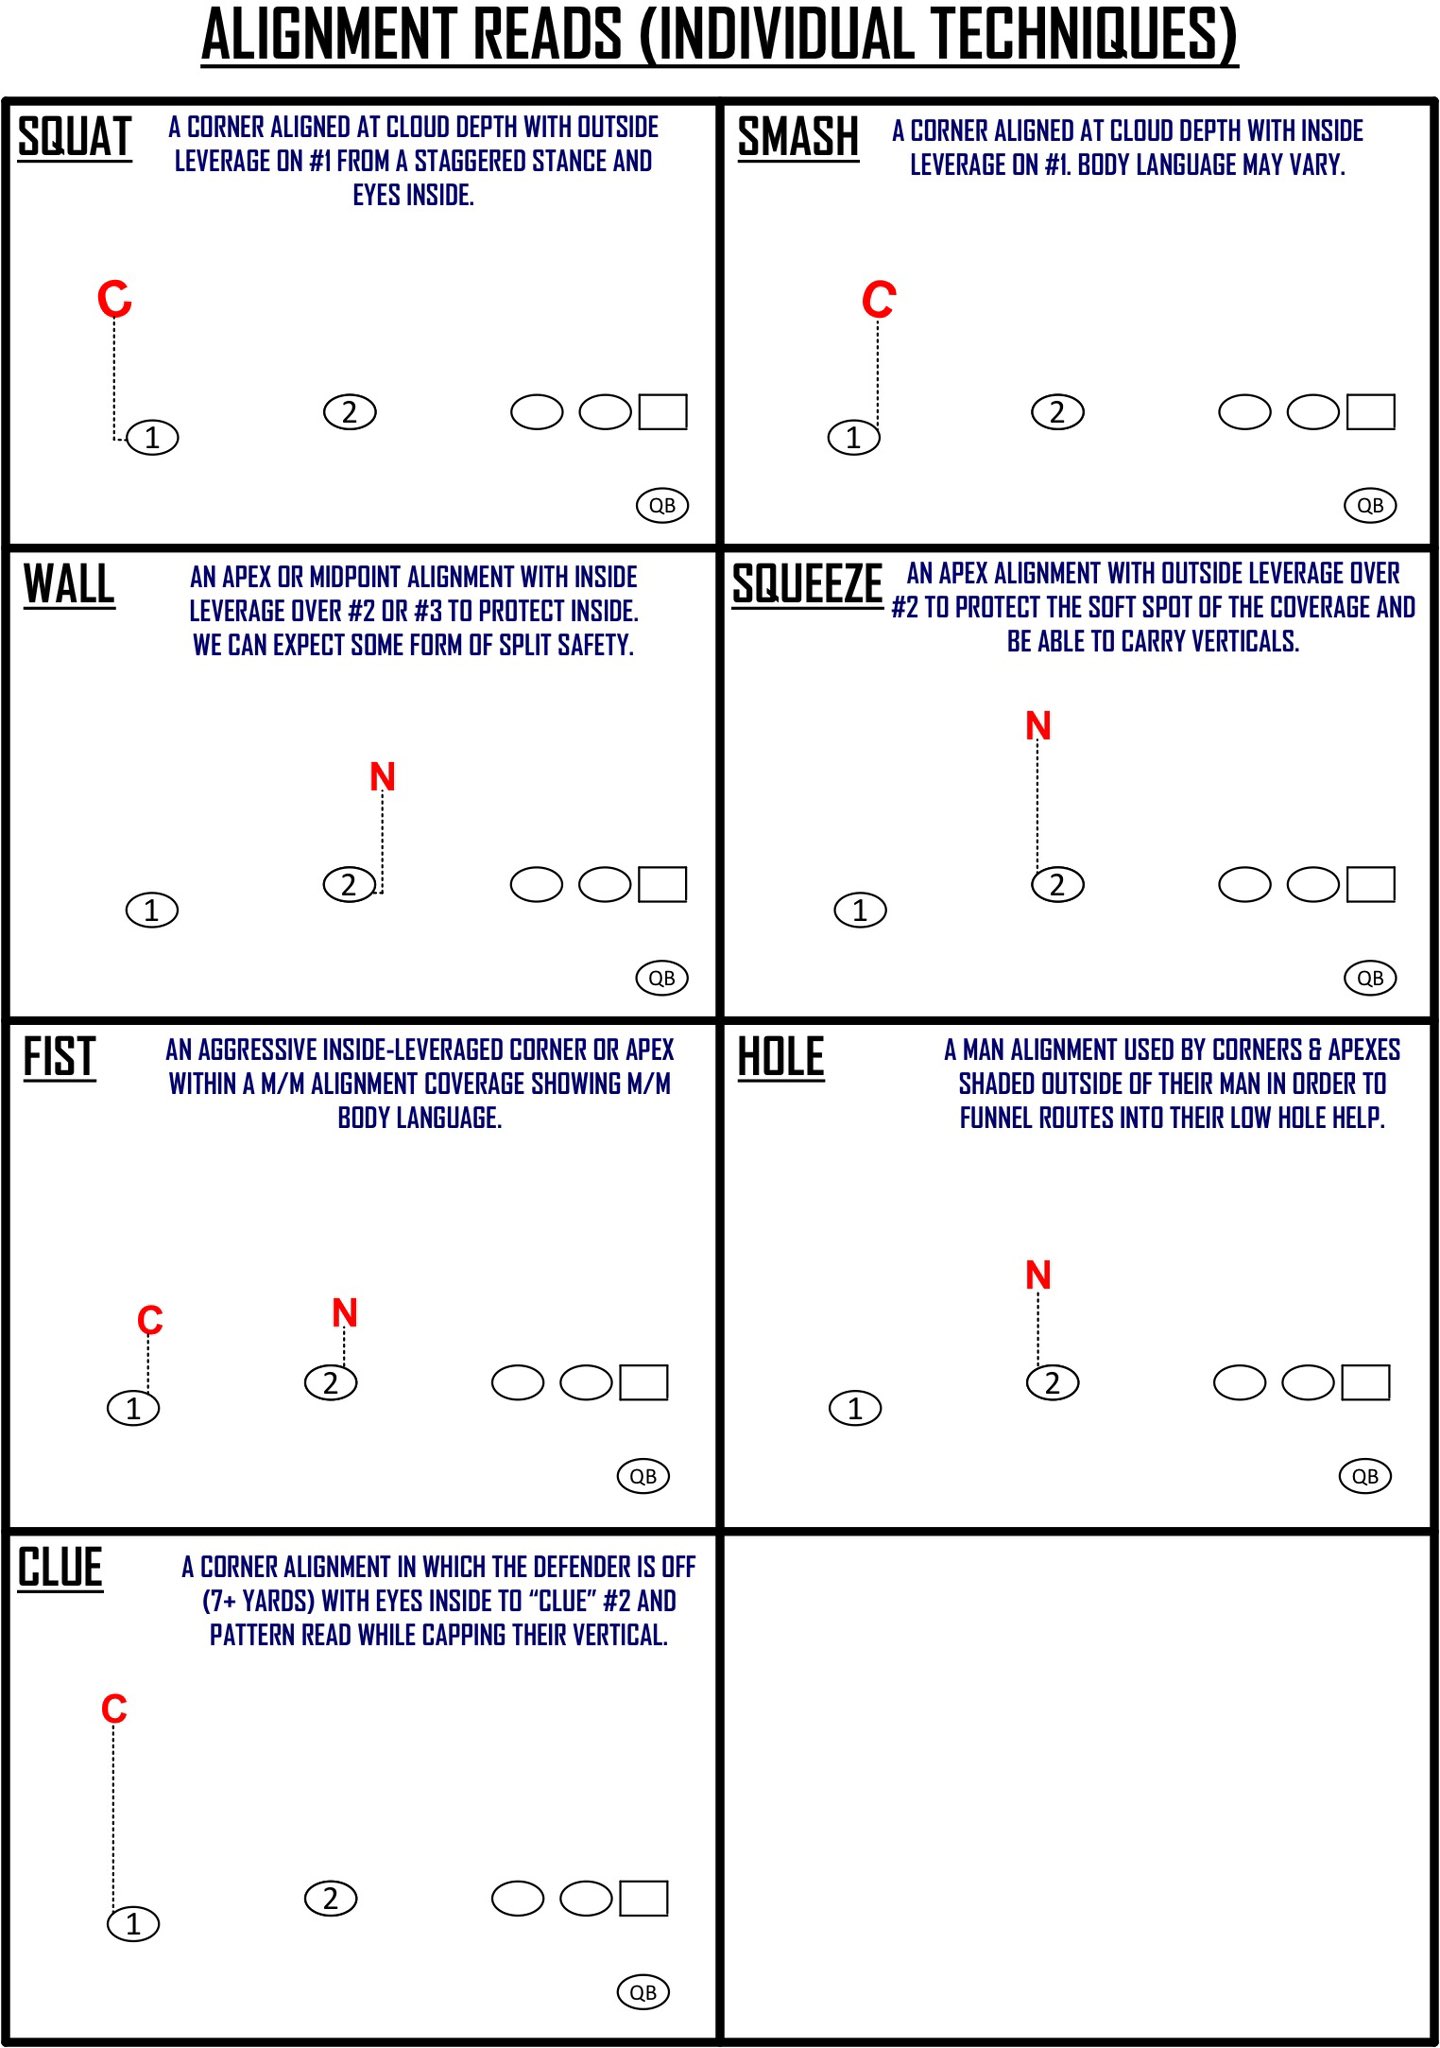 ALIGNMENT READS (INDIVIDUAL TECHNIQUES)
SQUAT
A CORNER ALIGNED AT CLOUD DEPTH WITH OUTSIDE
LEVERAGE ON #1 FROM A STAGGERED STANCE AND
EYES INSIDE.
C
1
2
QB
SMASH
A CORNER ALIGNED AT CLOUD DEPTH WITH INSIDE
LEVERAGE ON #1. BODY LANGUAGE MAY VARY.
C
1
2
QB
WALL
AN APEX OR MIDPOINT ALIGNMENT WITH INSIDE
LEVERAGE OVER #2 OR #3 TO PROTECT INSIDE.
WE CAN EXPECT SOME FORM OF SPLIT SAFETY.
N
2
1
QB
SQUEEZE
AN APEX ALIGNMENT WITH OUTSIDE LEVERAGE OVER
#2 TO PROTECT THE SOFT SPOT OF THE COVERAGE AND
BE ABLE TO CARRY VERTICALS.
N
2
1
QB
FIST
AN AGGRESSIVE INSIDE-LEVERAGED CORNER OR APEX
WITHIN A M/M ALIGNMENT COVERAGE SHOWING M/M
BODY LANGUAGE.
C
N
2
1
QB
HOLE
A MAN ALIGNMENT USED BY CORNERS & APEXES
SHADED OUTSIDE OF THEIR MAN IN ORDER TO
FUNNEL ROUTES INTO THEIR LOW HOLE HELP.
N
2
1
QB
CLUE
A CORNER ALIGNMENT IN WHICH THE DEFENDER IS OFF
(7+ YARDS) WITH EYES INSIDE TO “CLUE” #2 AND
PATTERN READ WHILE CAPPING THEIR VERTICAL.
C
2
1
QB